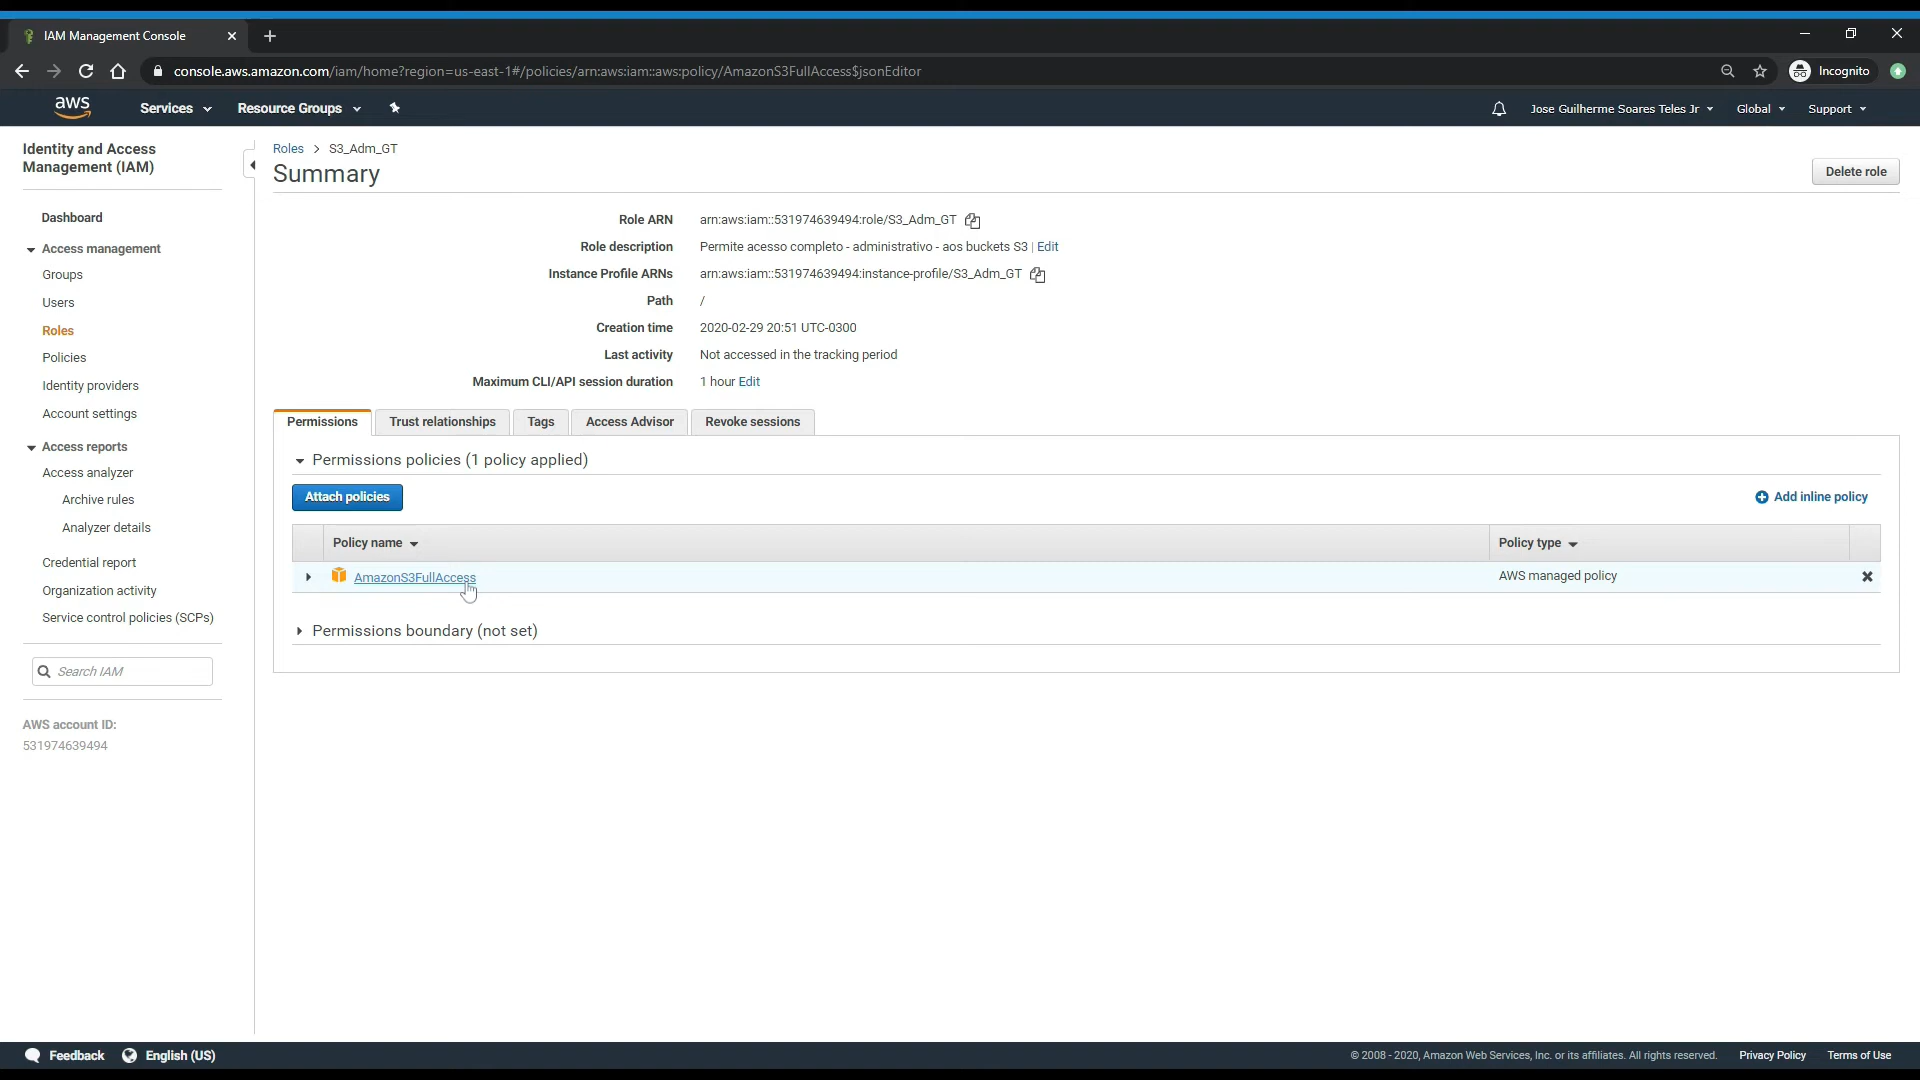 IAM Management Console
console.aws.amazon.com/iam/home?region=us-east-1#/policies/arn:aws:iam::aws:policy/AmazonS3FullAccess$jsonEditor
Incognito
aws
Services
Resource Groups
Jose Guilherme Soares Teles Jr
Global
Support
Identity and Access
Management (IAM)
Dashboard
Access management
Groups
Users
Roles
Policies
Identity providers
Account settings
Access reports
Access analyzer
Archive rules
Analyzer details
Credential report
Organization activity
Service control policies (SCPs)
Search IAM
AWS account ID:
531974639494
Roles > S3_Adm_GT
Summary
Delete role
Role ARN arn:aws:iam::531974639494:role/S3_Adm_GT
Role description Permite acesso completo - administrativo - aos buckets S3 | Edit
Instance Profile ARNs arn:aws:iam::531974639494:instance-profile/S3_Adm_GT
Path /
Creation time 2020-02-29 20:51 UTC-0300
Last activity Not accessed in the tracking period
Maximum CLI/API session duration 1 hour Edit
Permissions
Trust relationships
Tags
Access Advisor
Revoke sessions
Permissions policies (1 policy applied)
Attach policies
Add inline policy
Policy name
Policy type
AmazonS3FullAccess
AWS managed policy
Permissions boundary (not set)
Feedback
English (US)
© 2008 - 2020, Amazon Web Services, Inc. or its affiliates. All rights reserved.
Privacy Policy
Terms of Use